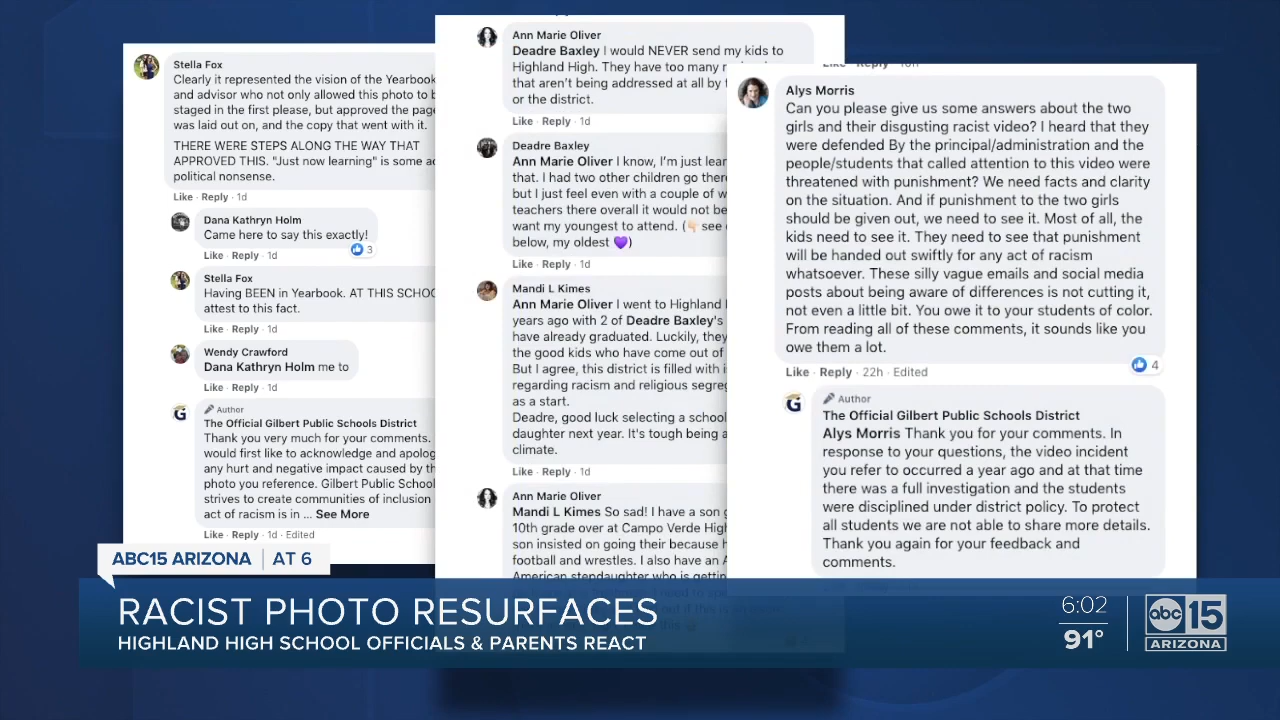 Stella Fox
Clearly it represented the vision of the Yearbook
and advisor who not only allowed this photo to b
staged in the first please, but approved the page
was laid out on, and the copy that went with it.
THERE WERE STEPS ALONG THE WAY THAT
APPROVED THIS. "Just now learning" is some ac
political nonsense.
Like · Reply · 1d
Dana Kathryn Holm
Came here to say this exactly!
3
Like · Reply · 1d
Stella Fox
Having BEEN in Yearbook. AT THIS SCHOO
attest to this fact.
Like · Reply · 1d
Wendy Crawford
Dana Kathryn Holm me to
Like · Reply · 1d
Author
The Official Gilbert Public Schools District
Thank you very much for your comments.
would first like to acknowledge and apolog
any hurt and negative impact caused by th
photo you reference. Gilbert Public School
strives to create communities of inclusion
act of racism is in ... See More
Like · Reply · 1d · Edited
Ann Marie Oliver
Deadre Baxley I would NEVER send my kids to
Highland High. They have too many
that aren't being addressed at all by
or the district.
Like · Reply · 1d
Deadre Baxley
Ann Marie Oliver I know, I'm just lear
that. I had two other children go there
but I just feel even with a couple of w
teachers there overall it would not be
want my youngest to attend. (👇🏻 see
below, my oldest 💜)
Like · Reply · 1d
Mandi L Kimes
Ann Marie Oliver I went to Highland
years ago with 2 of Deadre Baxley's
have already graduated. Luckily, they
the good kids who have come out of
But I agree, this district is filled with i
regarding racism and religious segreg
as a start.
Deadre, good luck selecting a school
daughter next year. It's tough being a
climate.
Like · Reply · 1d
Ann Marie Oliver
Mandi L Kimes So sad! I have a son
10th grade over at Campo Verde High
son insisted on going their because h
football and wrestles. I also have an A
American stepdaughter who is gettin
Like · Reply · 16h
Alys Morris
Can you please give us some answers about the two
girls and their disgusting racist video? I heard that they
were defended By the principal/administration and the
people/students that called attention to this video were
threatened with punishment? We need facts and clarity
on the situation. And if punishment to the two girls
should be given out, we need to see it. Most of all, the
kids need to see it. They need to see that punishment
will be handed out swiftly for any act of racism
whatsoever. These silly vague emails and social media
posts about being aware of differences is not cutting it,
not even a little bit. You owe it to your students of color.
From reading all of these comments, it sounds like you
owe them a lot.
4
Like · Reply · 22h · Edited
Author
The Official Gilbert Public Schools District
Alys Morris Thank you for your comments. In
response to your questions, the video incident
you refer to occurred a year ago and at that time
there was a full investigation and the students
were disciplined under district policy. To protect
all students we are not able to share more details.
Thank you again for your feedback and
comments.
ABC15 ARIZONA | AT 6
RACIST PHOTO RESURFACES
HIGHLAND HIGH SCHOOL OFFICIALS & PARENTS REACT
6:02
91°
abc 15
ARIZONA